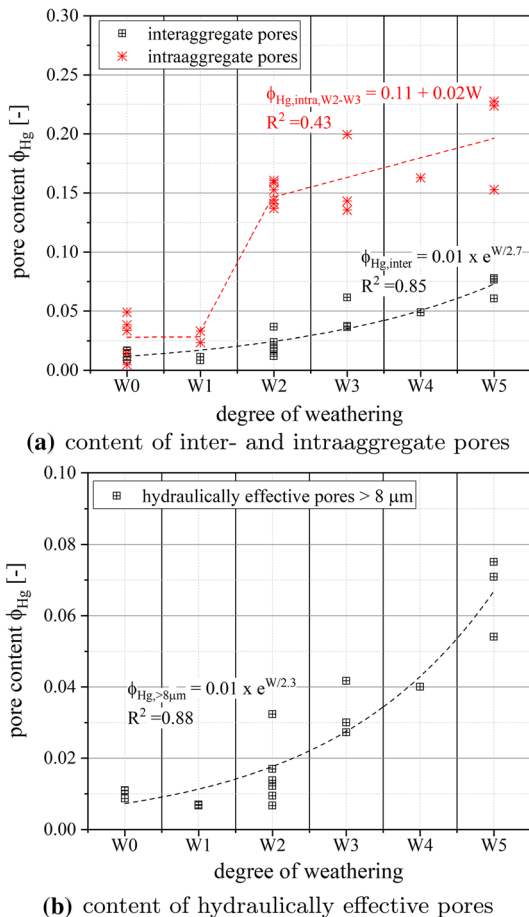 0.30
interaggregate pores
intraaggregate pores
0.25
ϕHg,intra,W2-W3 = 0.11 + 0.02W
R² =0.43
0.20
0.15
0.10
ϕHg,inter = 0.01 x e^W/2.7
R² =0.85
0.05
0.00
pore content ϕHg [-]
W0 W1 W2 W3 W4 W5
degree of weathering
(a) content of inter- and intraaggregate pores
0.10
hydraulically effective pores > 8 µm
0.08
0.06
0.04
ϕHg,>8µm = 0.01 x e^W/2.3
R² =0.88
0.02
0.00
pore content ϕHg [-]
W0 W1 W2 W3 W4 W5
degree of weathering
(b) content of hydraulically effective pores